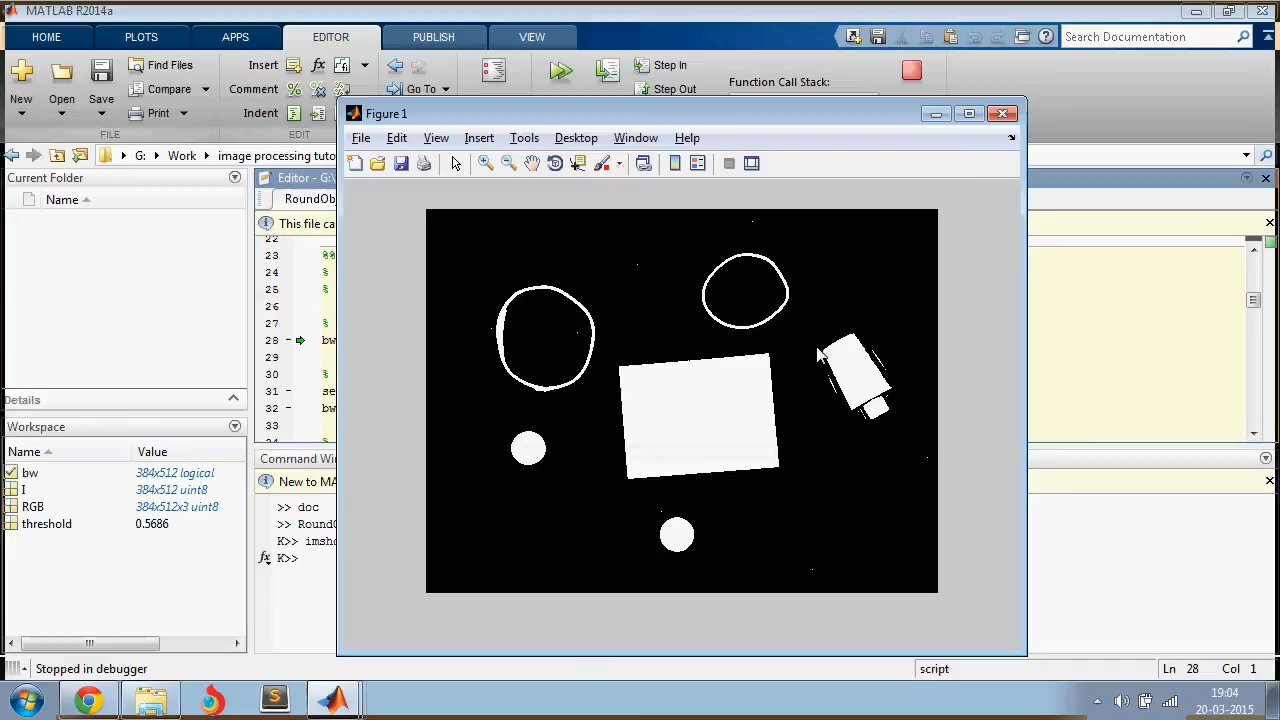 MATLAB R2014a
HOME PLOTS APPS EDITOR PUBLISH VIEW
Search Documentation
New Open Save Find Files Compare Print
FILE
Insert Comment Indent
EDIT
Go To
Step In
Step Out
Function Call Stack:
G: Work image processing tuto
Current Folder
Name
Details
Workspace
Name Value
bw 384x512 logical
I 384x512 uint8
RGB 384x512x3 uint8
threshold 0.5686
Editor - G:\
RoundOb
This file ca
22
23 %%
24 %
25 %
26
27 %
28 bw
29
30 %
31 se
32 bw
33
34 %
Command Win
New to MA
>> doc
>> RoundO
K>> imsho
fx K>>
Figure 1
File Edit View Insert Tools Desktop Window Help
Stopped in debugger
script
Ln 28 Col 1
19:04
20-03-2015